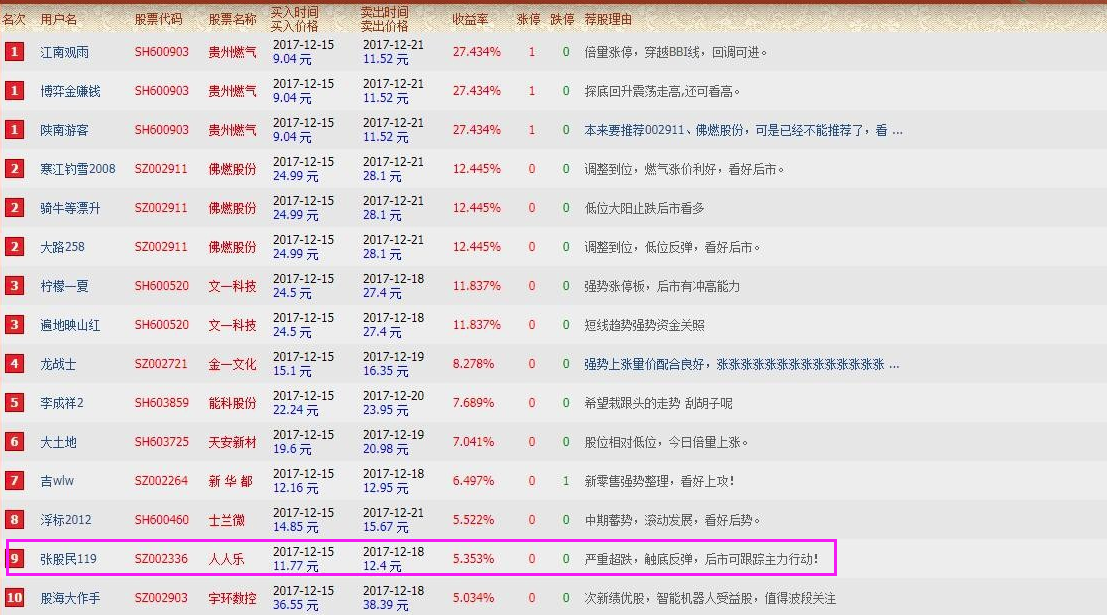 名次 用户名 股票代码 股票名称 买入时间 买入价格 卖出时间 卖出价格 收益率 涨停 跌停 荐股理由
1 江南观雨 SH600903 贵州燃气 2017-12-15 9.04 元 2017-12-21 11.52 元 27.434% 1 0 倍量涨停，穿越BBI线，回调可进。
1 博弈金赚钱 SH600903 贵州燃气 2017-12-15 9.04 元 2017-12-21 11.52 元 27.434% 1 0 探底回升震荡走高,还可看高。
1 陕南游客 SH600903 贵州燃气 2017-12-15 9.04 元 2017-12-21 11.52 元 27.434% 1 0 本来要推荐002911、佛燃股份，可是已经不能推荐了，看 ...
2 寒江钓雪2008 SZ002911 佛燃股份 2017-12-15 24.99 元 2017-12-21 28.1 元 12.445% 0 0 调整到位，燃气涨价利好，看好后市。
2 骑牛等漂升 SZ002911 佛燃股份 2017-12-15 24.99 元 2017-12-21 28.1 元 12.445% 0 0 低位大阳止跌后市看多
2 大路258 SZ002911 佛燃股份 2017-12-15 24.99 元 2017-12-21 28.1 元 12.445% 0 0 调整到位，低位反弹，看好后市。
3 柠檬一夏 SH600520 文一科技 2017-12-15 24.5 元 2017-12-18 27.4 元 11.837% 0 0 强势涨停板，后市有冲高能力
3 遍地映山红 SH600520 文一科技 2017-12-15 24.5 元 2017-12-18 27.4 元 11.837% 0 0 短线趋势强势资金关照
4 龙战士 SZ002721 金一文化 2017-12-15 15.1 元 2017-12-19 16.35 元 8.278% 0 0 强势上涨量价配合良好，涨涨涨涨涨涨涨涨涨涨涨涨涨涨 ...
5 李成祥2 SH603859 能科股份 2017-12-15 22.24 元 2017-12-20 23.95 元 7.689% 0 0 希望栽跟头的走势 刮胡子呢
6 大土地 SH603725 天安新材 2017-12-15 19.6 元 2017-12-19 20.98 元 7.041% 0 0 股位相对低位，今日倍量上涨。
7 吉wlw SZ002264 新 华 都 2017-12-15 12.16 元 2017-12-18 12.95 元 6.497% 0 1 新零售强势整理，看好上攻！
8 浮标2012 SH600460 士兰微 2017-12-15 14.85 元 2017-12-21 15.67 元 5.522% 0 0 中期蓄势，滚动发展，看好后势。
9 张股民119 SZ002336 人人乐 2017-12-15 11.77 元 2017-12-18 12.4 元 5.353% 0 0 严重超跌，触底反弹，后市可跟踪主力行动！
10 股海大作手 SZ002903 宇环数控 2017-12-15 36.55 元 2017-12-18 38.39 元 5.034% 0 0 次新绩优股，智能机器人受益股，值得波段关注